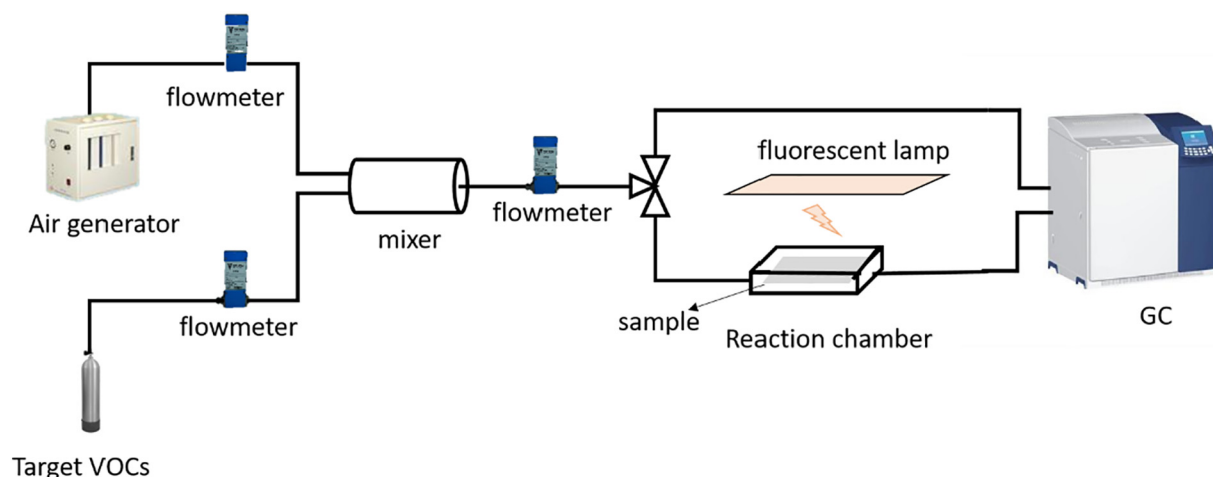 flowmeter
Air generator
flowmeter
Target VOCs
mixer
flowmeter
fluorescent lamp
sample
Reaction chamber
GC